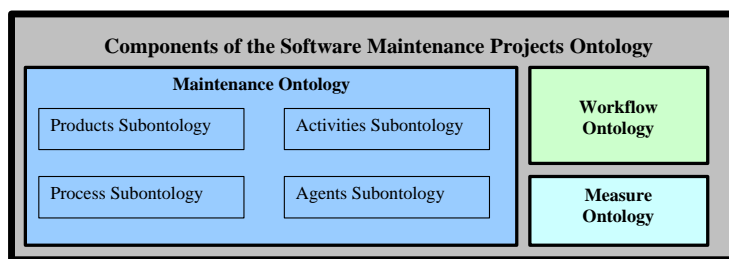 Components of the Software Maintenance Projects Ontology
Maintenance Ontology
Products Subontology
Activities Subontology
Process Subontology
Agents Subontology
Workflow
Ontology
Measure
Ontology